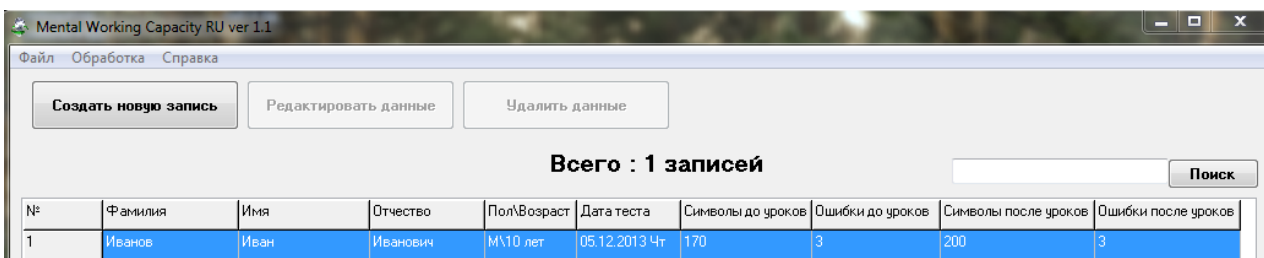 Mental Working Capacity RU ver 1.1
Файл Обработка Справка
Создать новую запись Редактировать данные Удалить данные
Всего : 1 записей
Поиск
№ Фамилия Имя Отчество Пол\Возраст Дата теста Символы до уроков Ошибки до уроков Символы после уроков Ошибки после уроков
1 Иванов Иван Иванович М\10 лет 05.12.2013 Чт 170 3 200 3